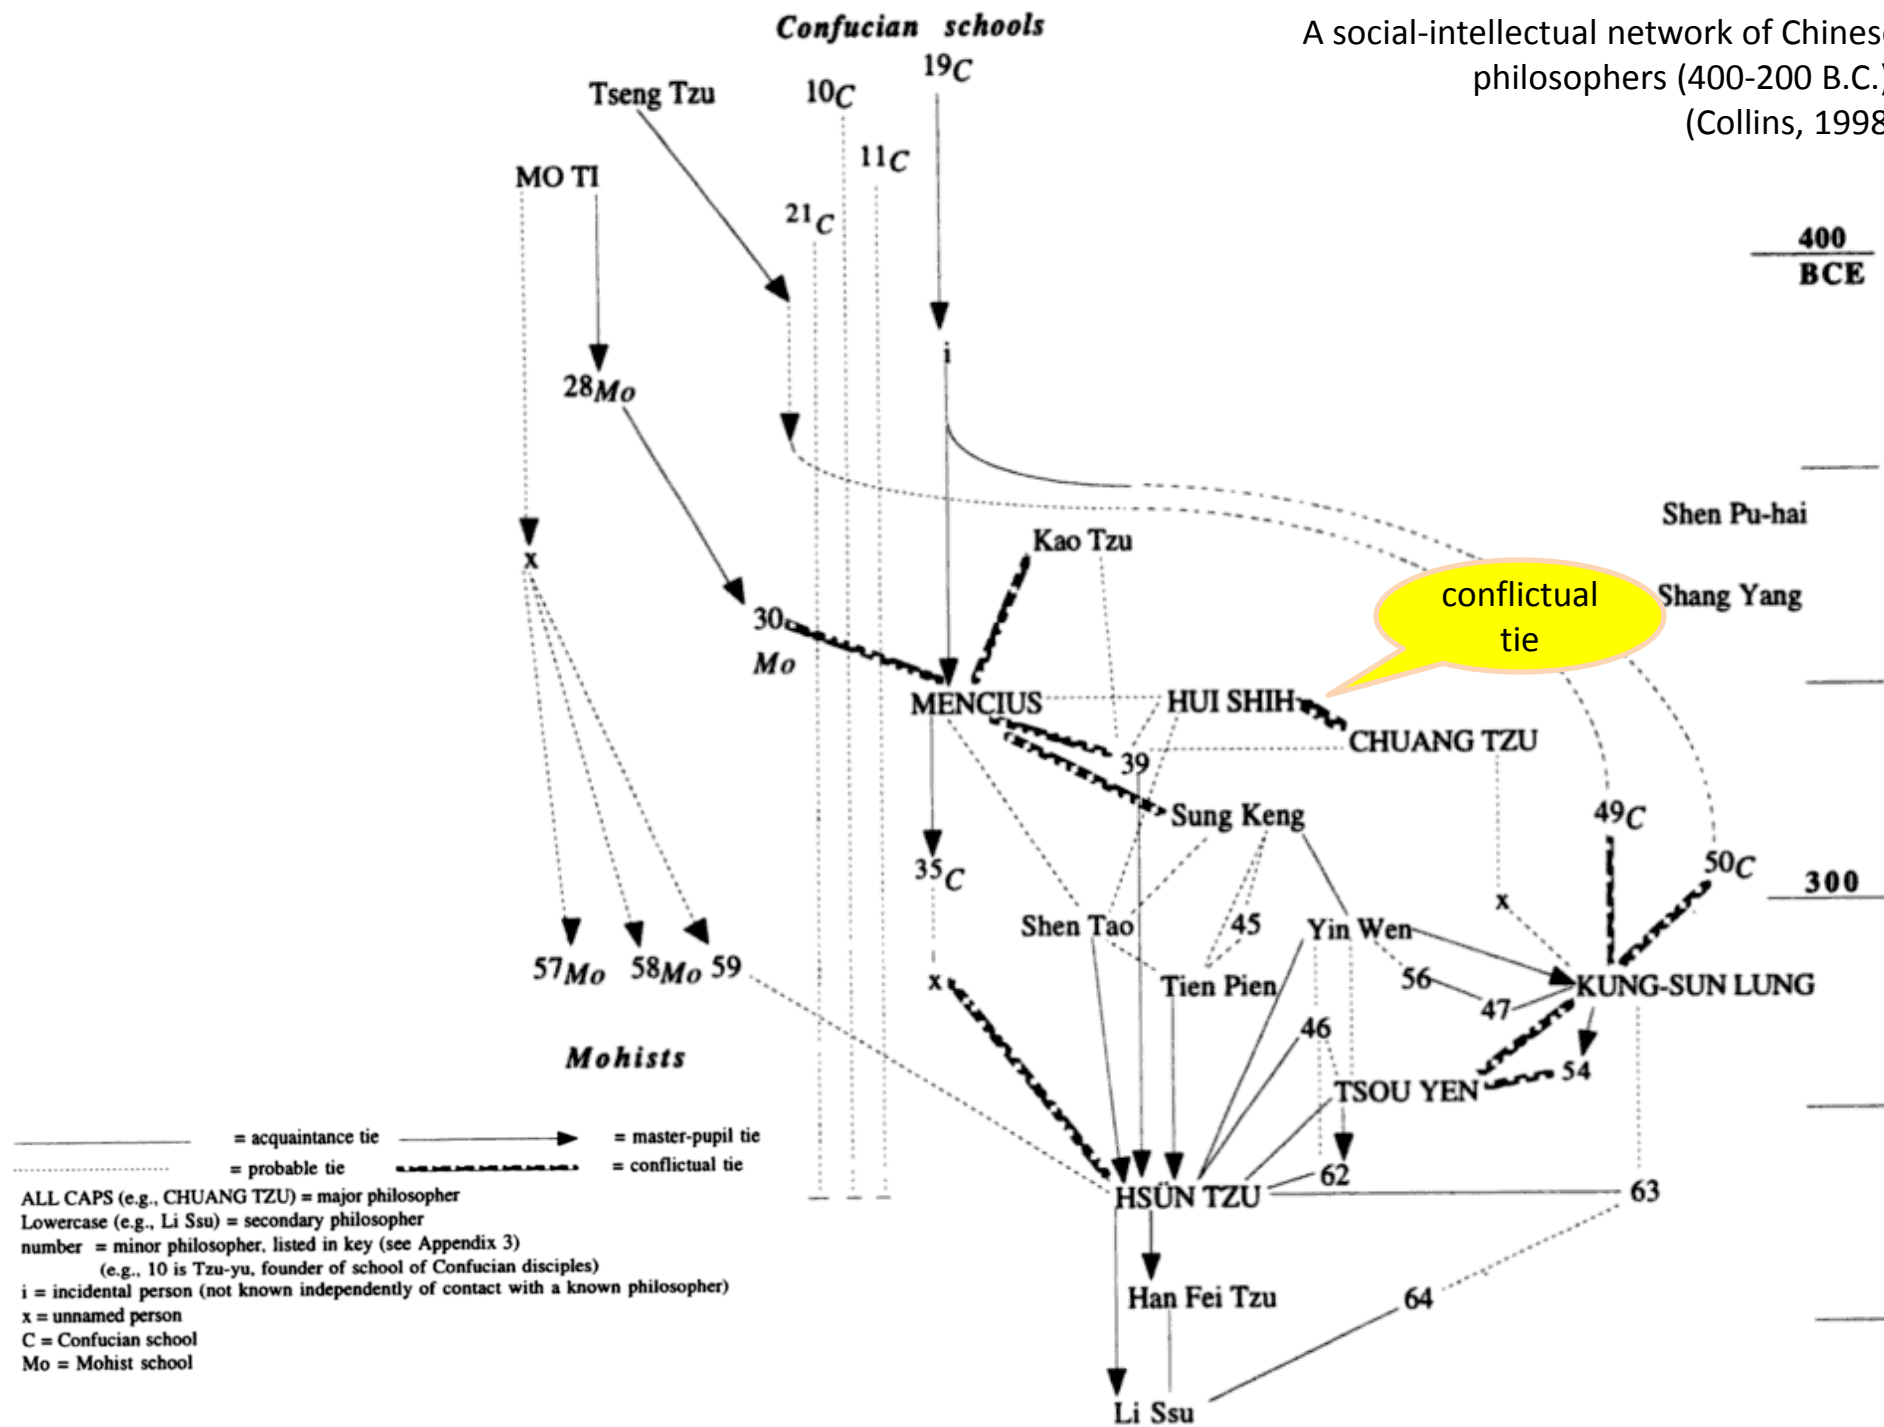 Confucian schools
A social-intellectual network of Chinese
philosophers (400-200 B.C.)
(Collins, 1998
19C
Tseng Tzu
10C
11C
MO TI
21C
400
BCE
i
28Mo
Shen Pu-hai
Kao Tzu
x
conflictual
tie
Shang Yang
30
Mo
MENCIUS
HUI SHIH
CHUANG TZU
39
Sung Keng
49C
35C
50C
300
x
Shen Tao
45
Yin Wen
57Mo
58Mo
59
x
Tien Pien
56
47
KUNG-SUN LUNG
46
Mohists
54
TSOU YEN
= acquaintance tie
= master-pupil tie
= probable tie
= conflictual tie
62
ALL CAPS (e.g., CHUANG TZU) = major philosopher
HSÜN TZU
63
Lowercase (e.g., Li Ssu) = secondary philosopher
number = minor philosopher, listed in key (see Appendix 3)
(e.g., 10 is Tzu-yu, founder of school of Confucian disciples)
i = incidental person (not known independently of contact with a known philosopher)
x = unnamed person
C = Confucian school
Mo = Mohist school
Han Fei Tzu
64
Li Ssu